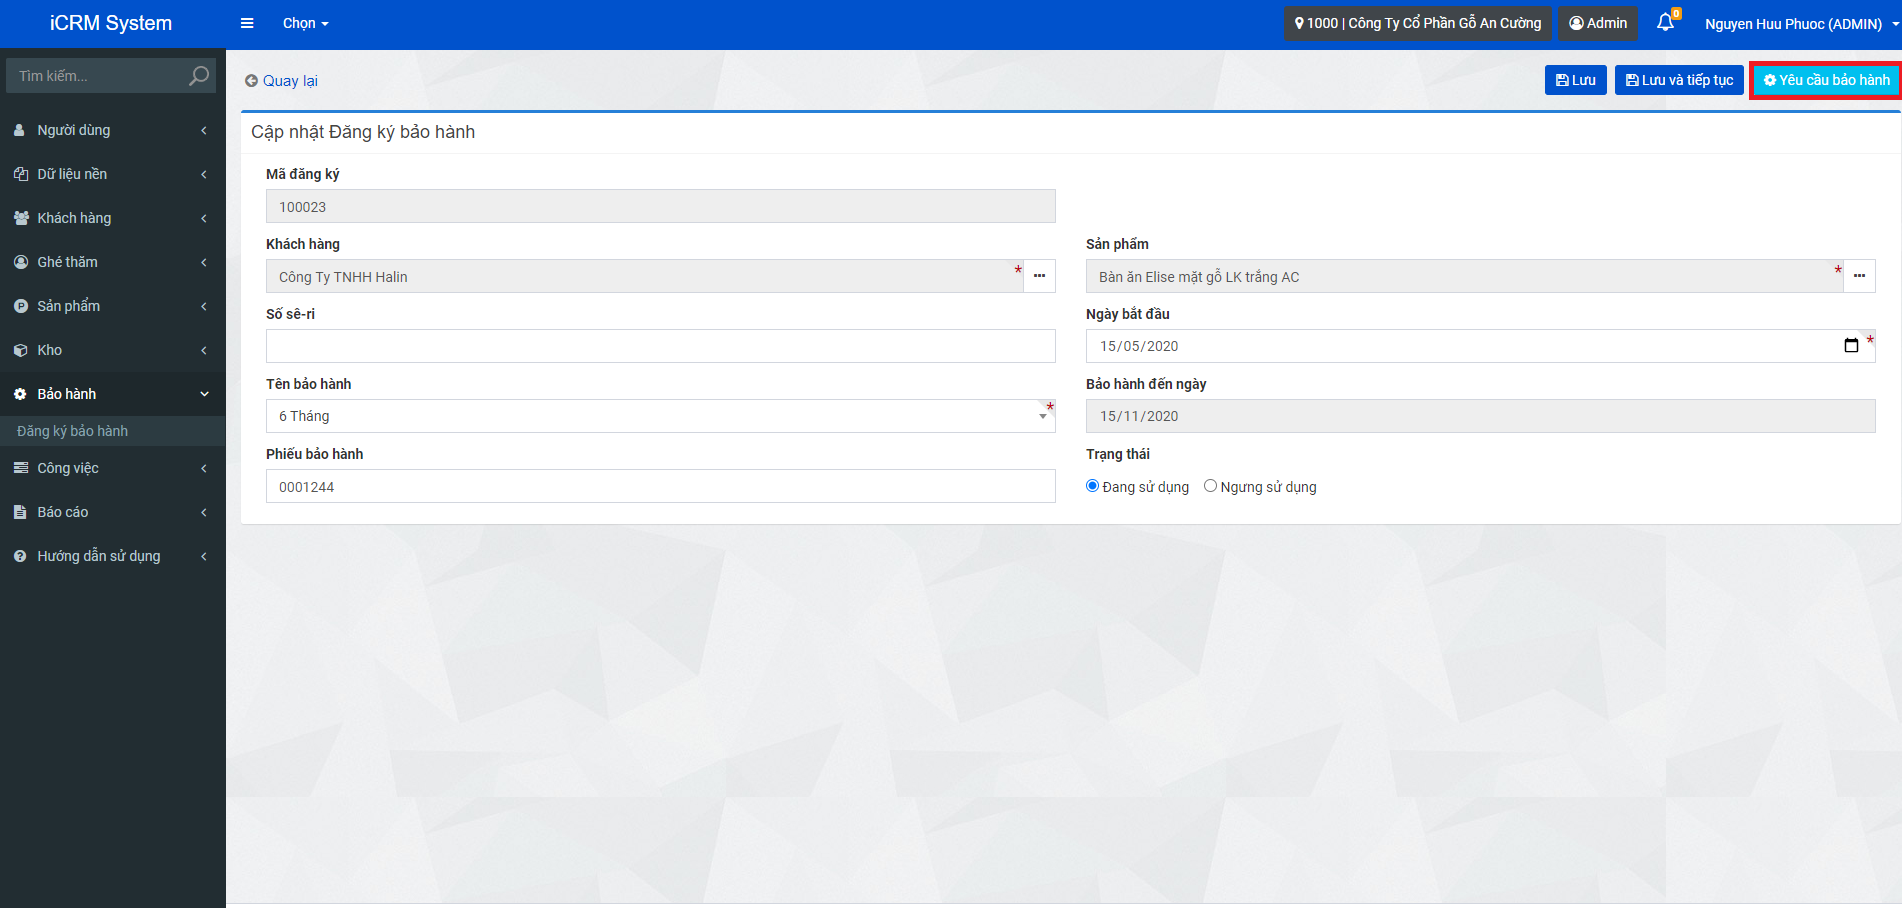 iCRM System
Chọn
1000 | Công Ty Cổ Phần Gỗ An Cường
Admin
0
Nguyen Huu Phuoc (ADMIN)
Tìm kiếm...
Người dùng
Dữ liệu nền
Khách hàng
Ghé thăm
Sản phẩm
Kho
Bảo hành
Đăng ký bảo hành
Công việc
Báo cáo
Hướng dẫn sử dụng
Quay lại
Lưu
Lưu và tiếp tục
Yêu cầu bảo hành
Cập nhật Đăng ký bảo hành
Mã đăng ký
100023
Khách hàng
Công Ty TNHH Halin
*
Sản phẩm
Bàn ăn Elise mặt gỗ LK trắng AC
*
Số sê-ri
Ngày bắt đầu
15/05/2020
*
Tên bảo hành
6 Tháng
*
Bảo hành đến ngày
15/11/2020
Phiếu bảo hành
0001244
Trạng thái
Đang sử dụng
Ngưng sử dụng